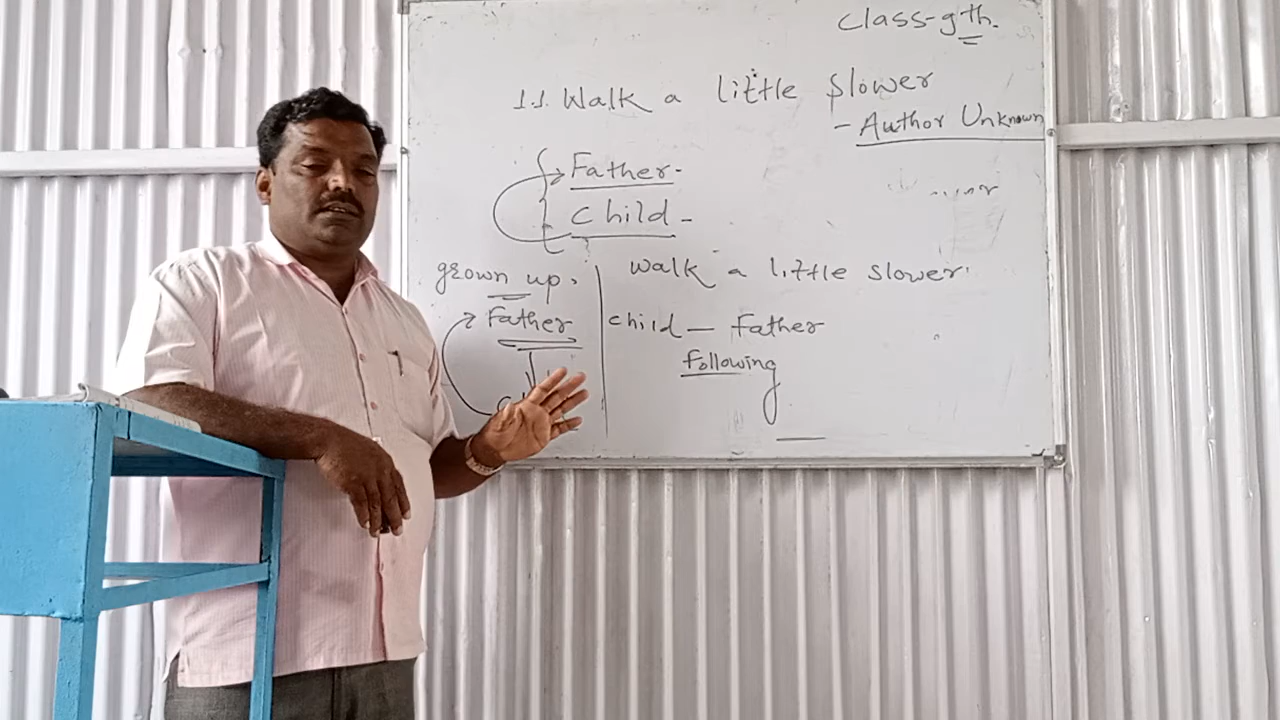 Class-9th.
1.1. Walk a little slower
- Author Unknown
Father.
Child -
grown up.
Father
Walk a little slower
child — Father
Following